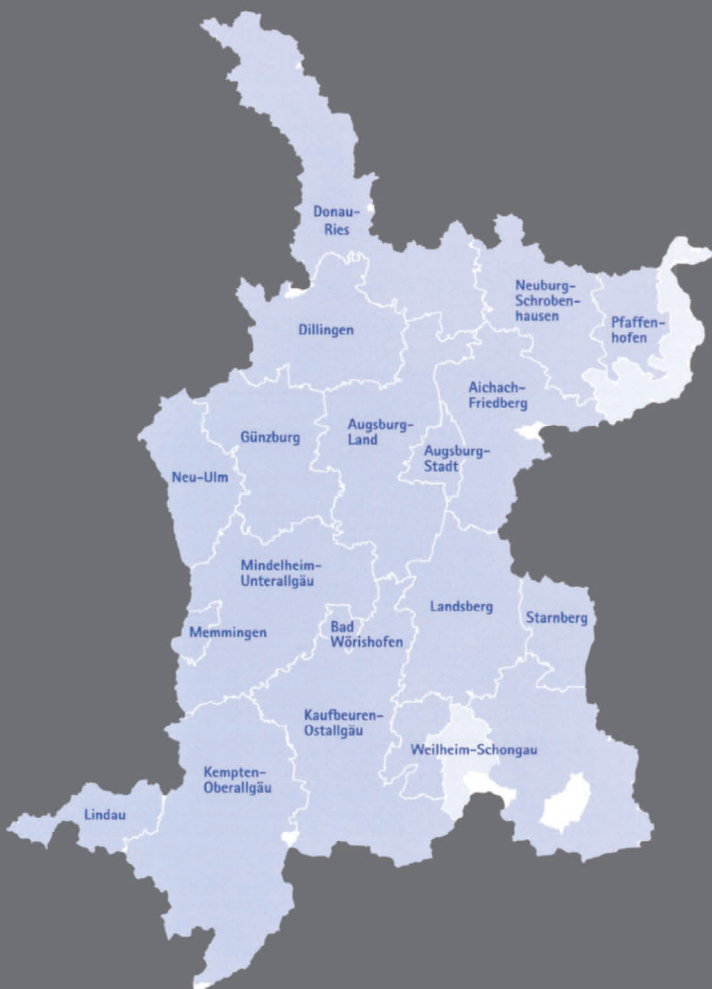 Donau-
Ries
Neuburg-
Schroben-
hausen
Pfaffen-
hofen
Dillingen
Aichach-
Friedberg
Augsburg-
Land
Günzburg
Augsburg-
Stadt
Neu-Ulm
Mindelheim-
Unterallgäu
Landsberg
Starnberg
Memmingen
Bad
Wörishofen
Kaufbeuren-
Ostallgäu
Weilheim-Schongau
Kempten-
Oberallgäu
Lindau